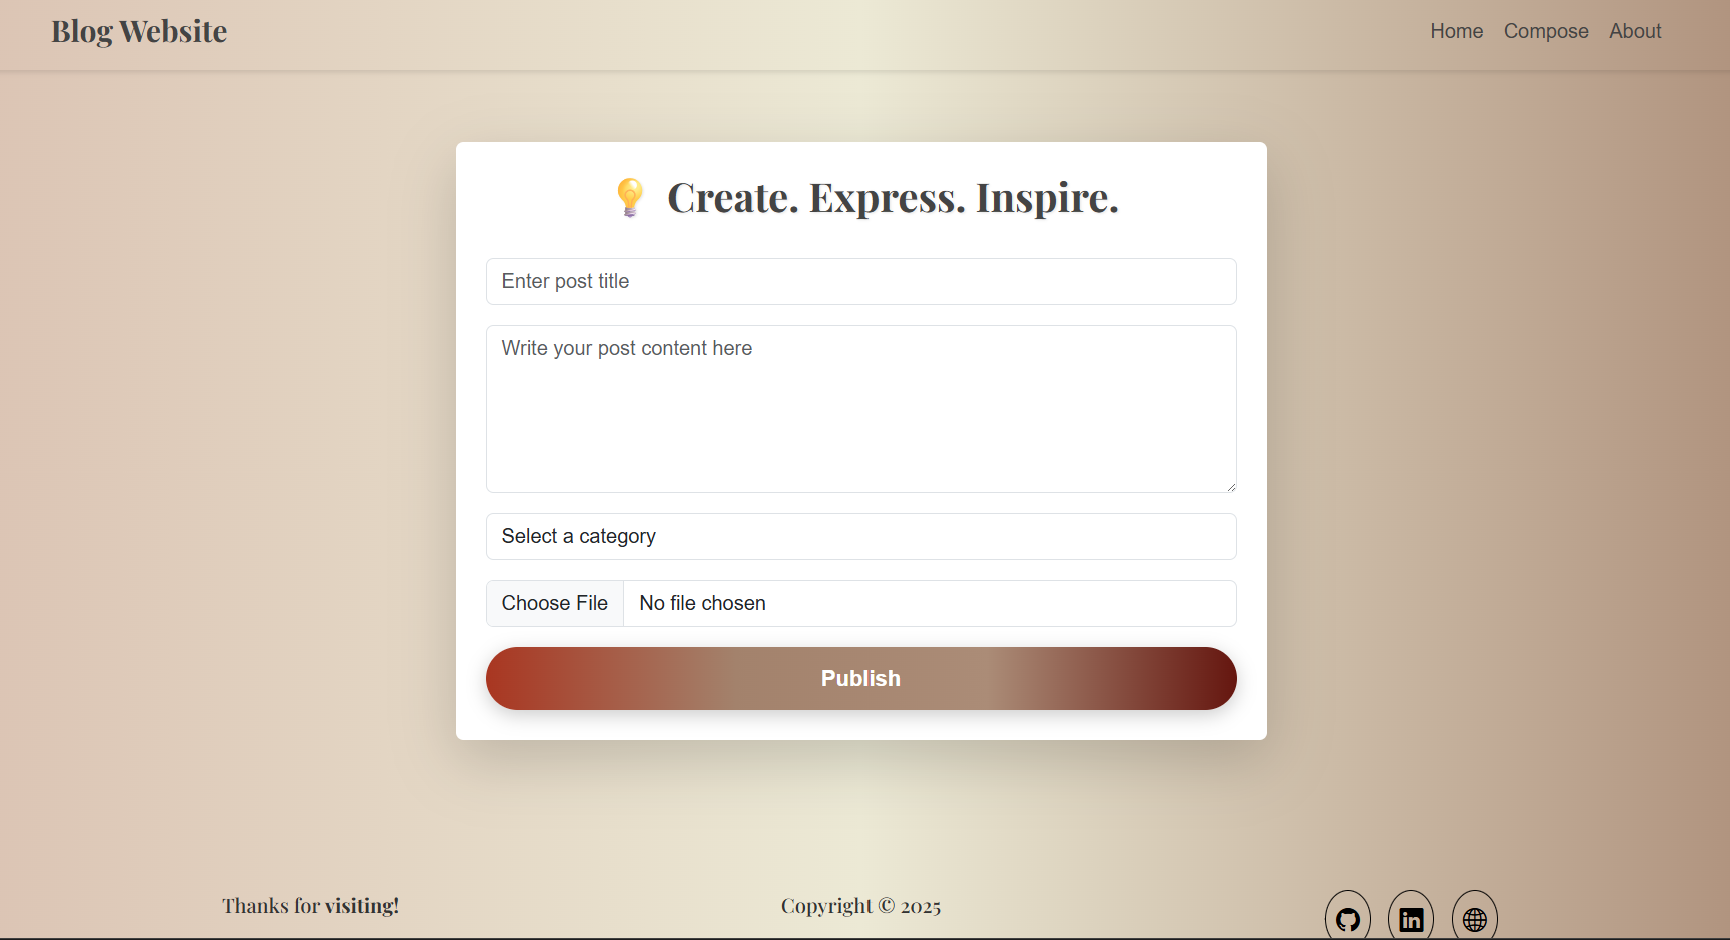 Blog Website
Home Compose About
💡 Create. Express. Inspire.
Enter post title
Write your post content here
Select a category
Choose File No file chosen
Publish
Thanks for visiting!
Copyright © 2025
in